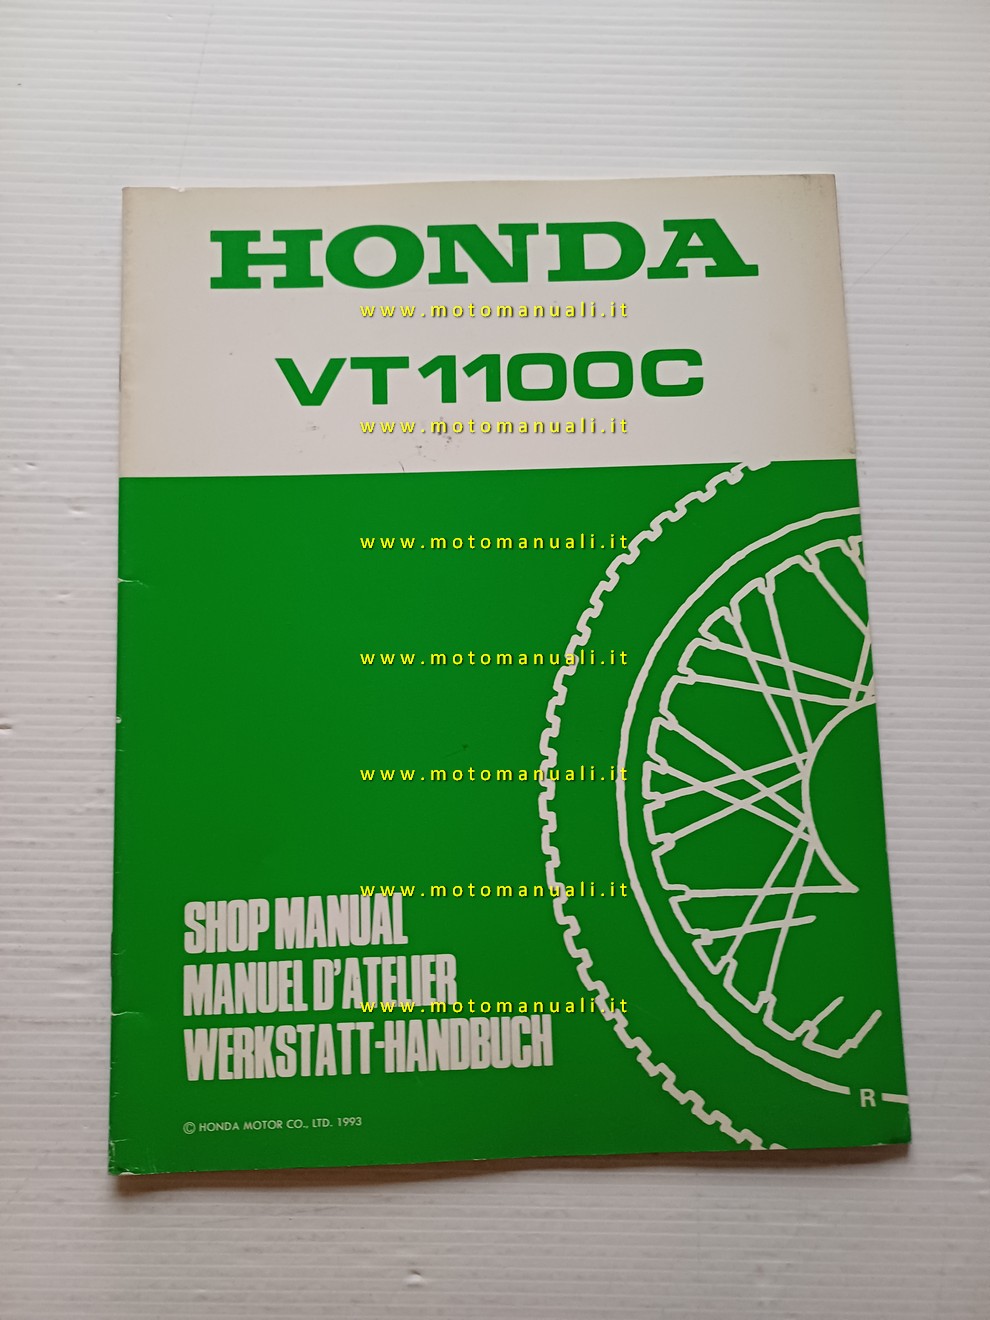 HONDA
www.motomanuali.it
VT1100C
www.motomanuali.it
www.motomanuali.it
www.motomanuali.it
www.motomanuali.it
www.motomanuali.it
SHOP MANUAL
MANUEL D'ATELIER
www.motomanuali.it
WERKSTATT-HANDBUCH
R
© HONDA MOTOR CO., LTD. 1993